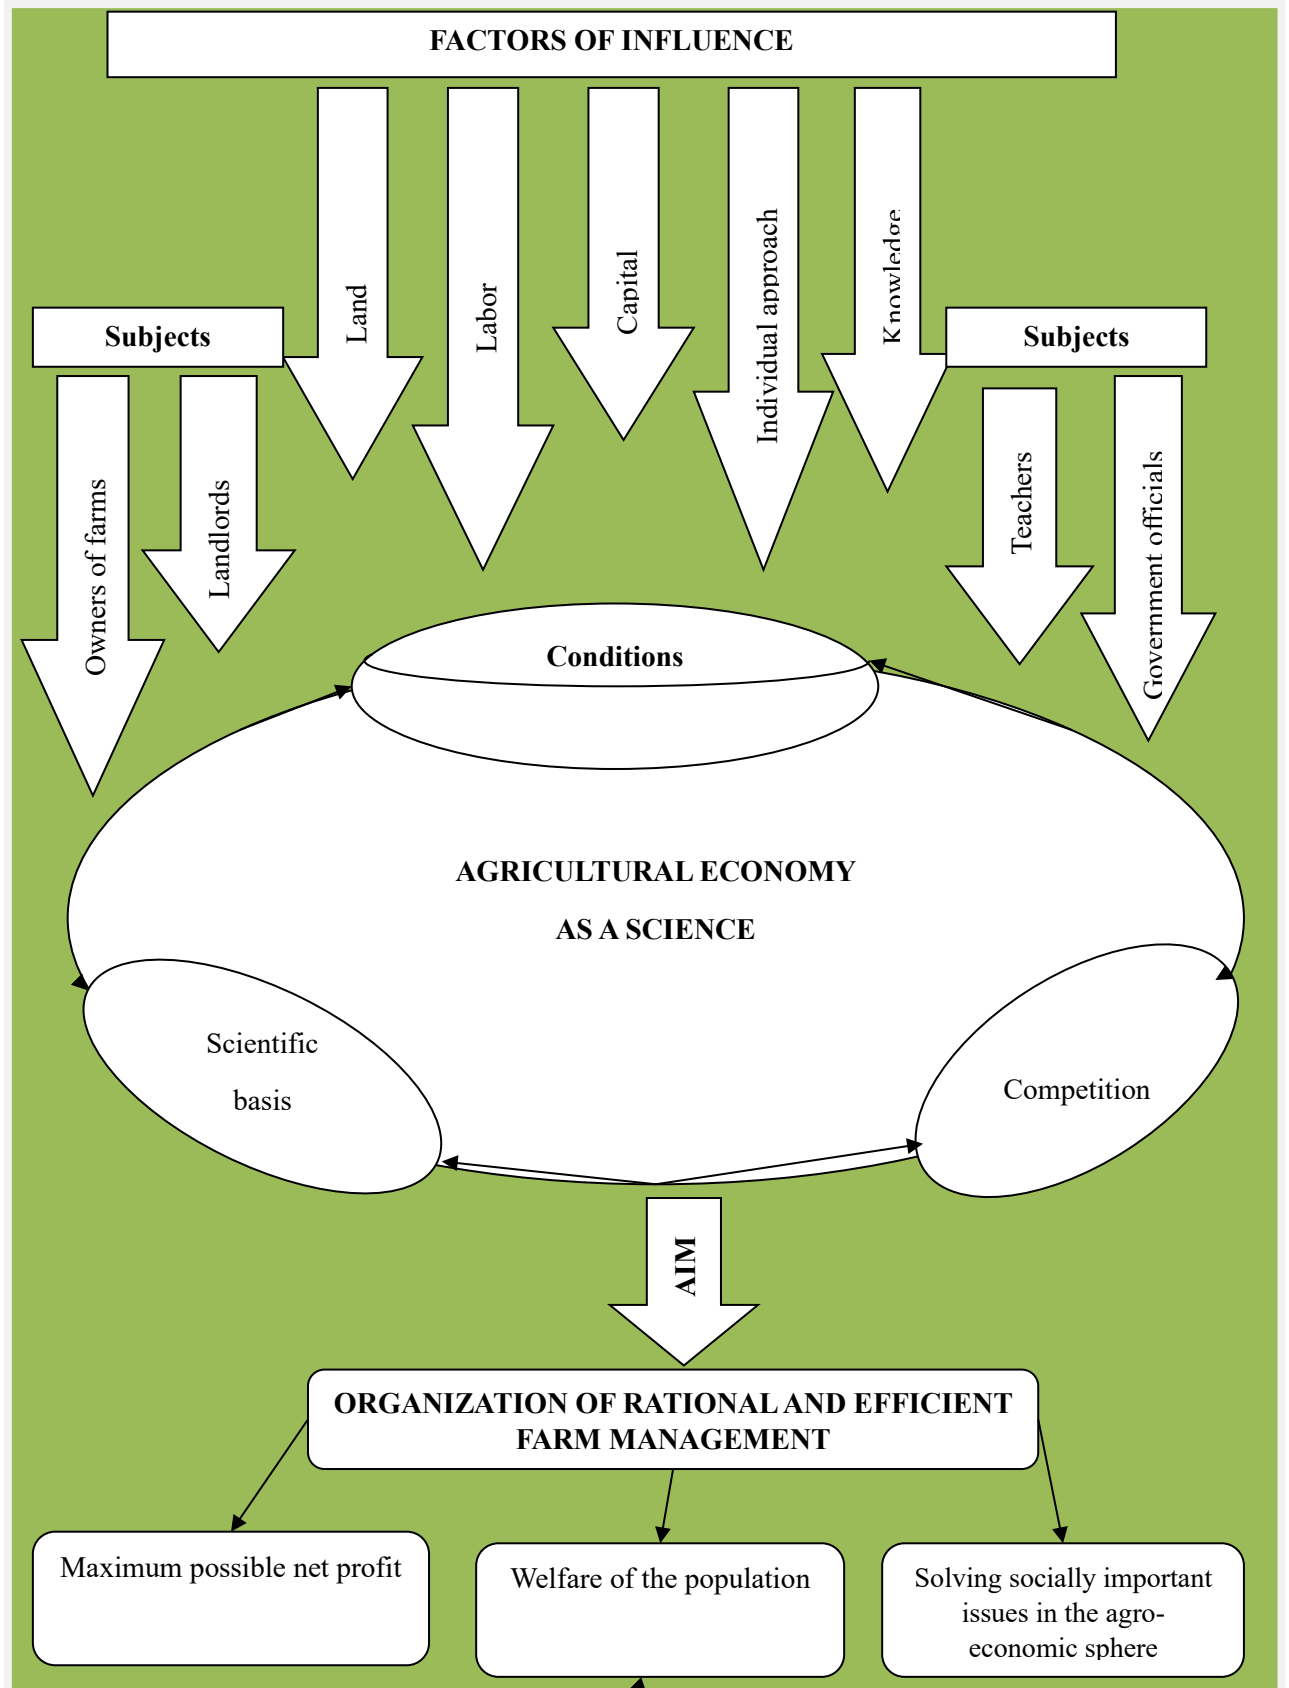 FACTORS OF INFLUENCE
Land
Labor
Capital
Individual approach
Knowledge
Subjects
Owners of farms
Landlords
Subjects
Teachers
Government officials
Conditions
AGRICULTURAL ECONOMY
AS A SCIENCE
Scientific
basis
Competition
AIM
ORGANIZATION OF RATIONAL AND EFFICIENT
FARM MANAGEMENT
Maximum possible net profit
Welfare of the population
Solving socially important
issues in the agro-
economic sphere